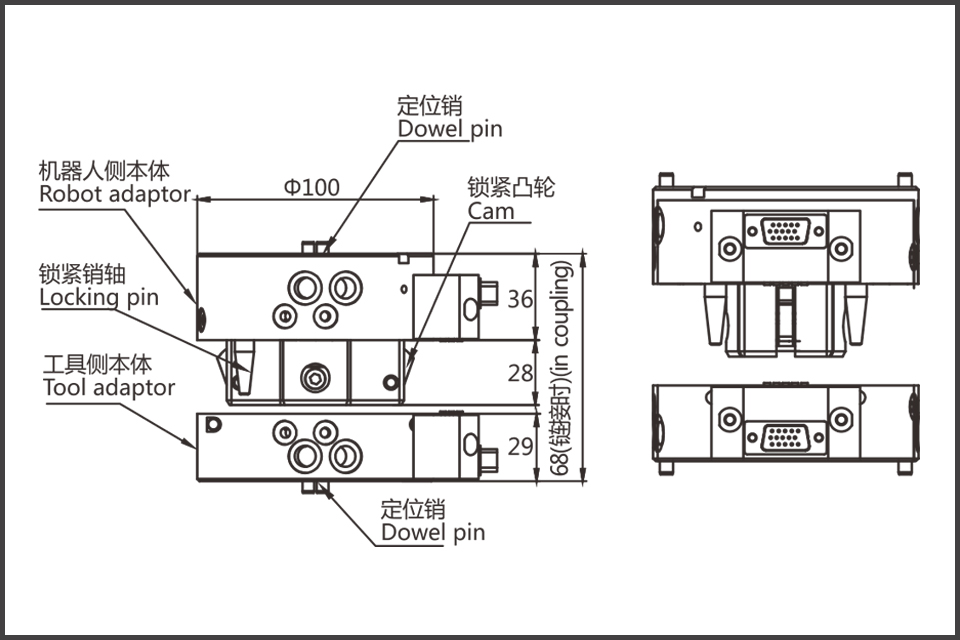 定位销
Dowel pin
机器人侧本体
Robot adaptor
Φ100
锁紧凸轮
Cam
锁紧销轴
Locking pin
36
工具侧本体
Tool adaptor
28
29
68(链接时)(in coupling)
定位销
Dowel pin